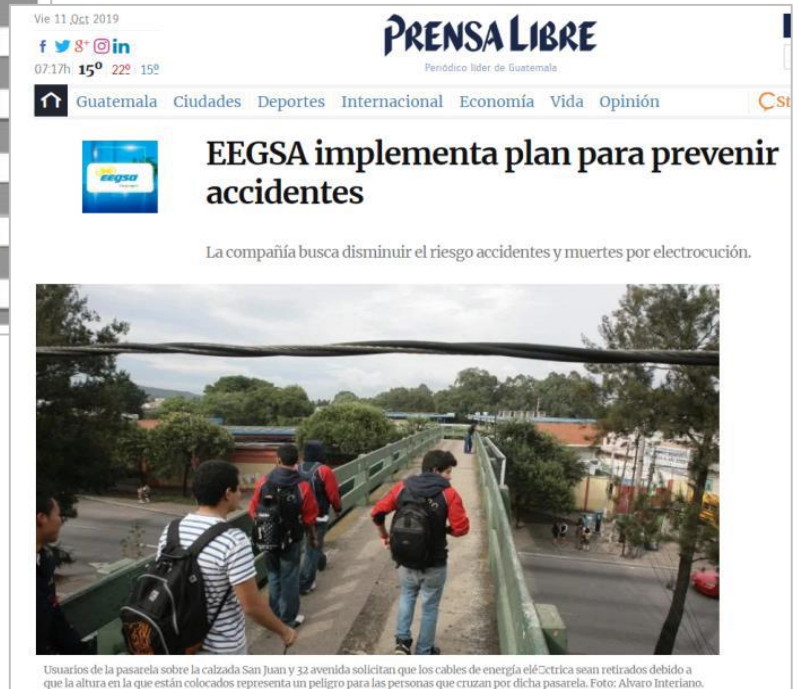 Vie 11 Oct 2019
PRENSA LIBRE
07:17h 15º 22º 15º
Periódico líder de Guatemala
Guatemala Ciudades Deportes Internacional Economía Vida Opinión
St
EEGSA implementa plan para prevenir
accidentes
EEGSA
La compañía busca disminuir el riesgo accidentes y muertes por electrocución.
Usuarios de la pasarela sobre la calzada San Juan y 32 avenida solicitan que los cables de energía elé□ctrica sean retirados debido a
que la altura en la que están colocados representa un peligro para las personas que cruzan por dicha pasarela. Foto: Alvaro Interiano.